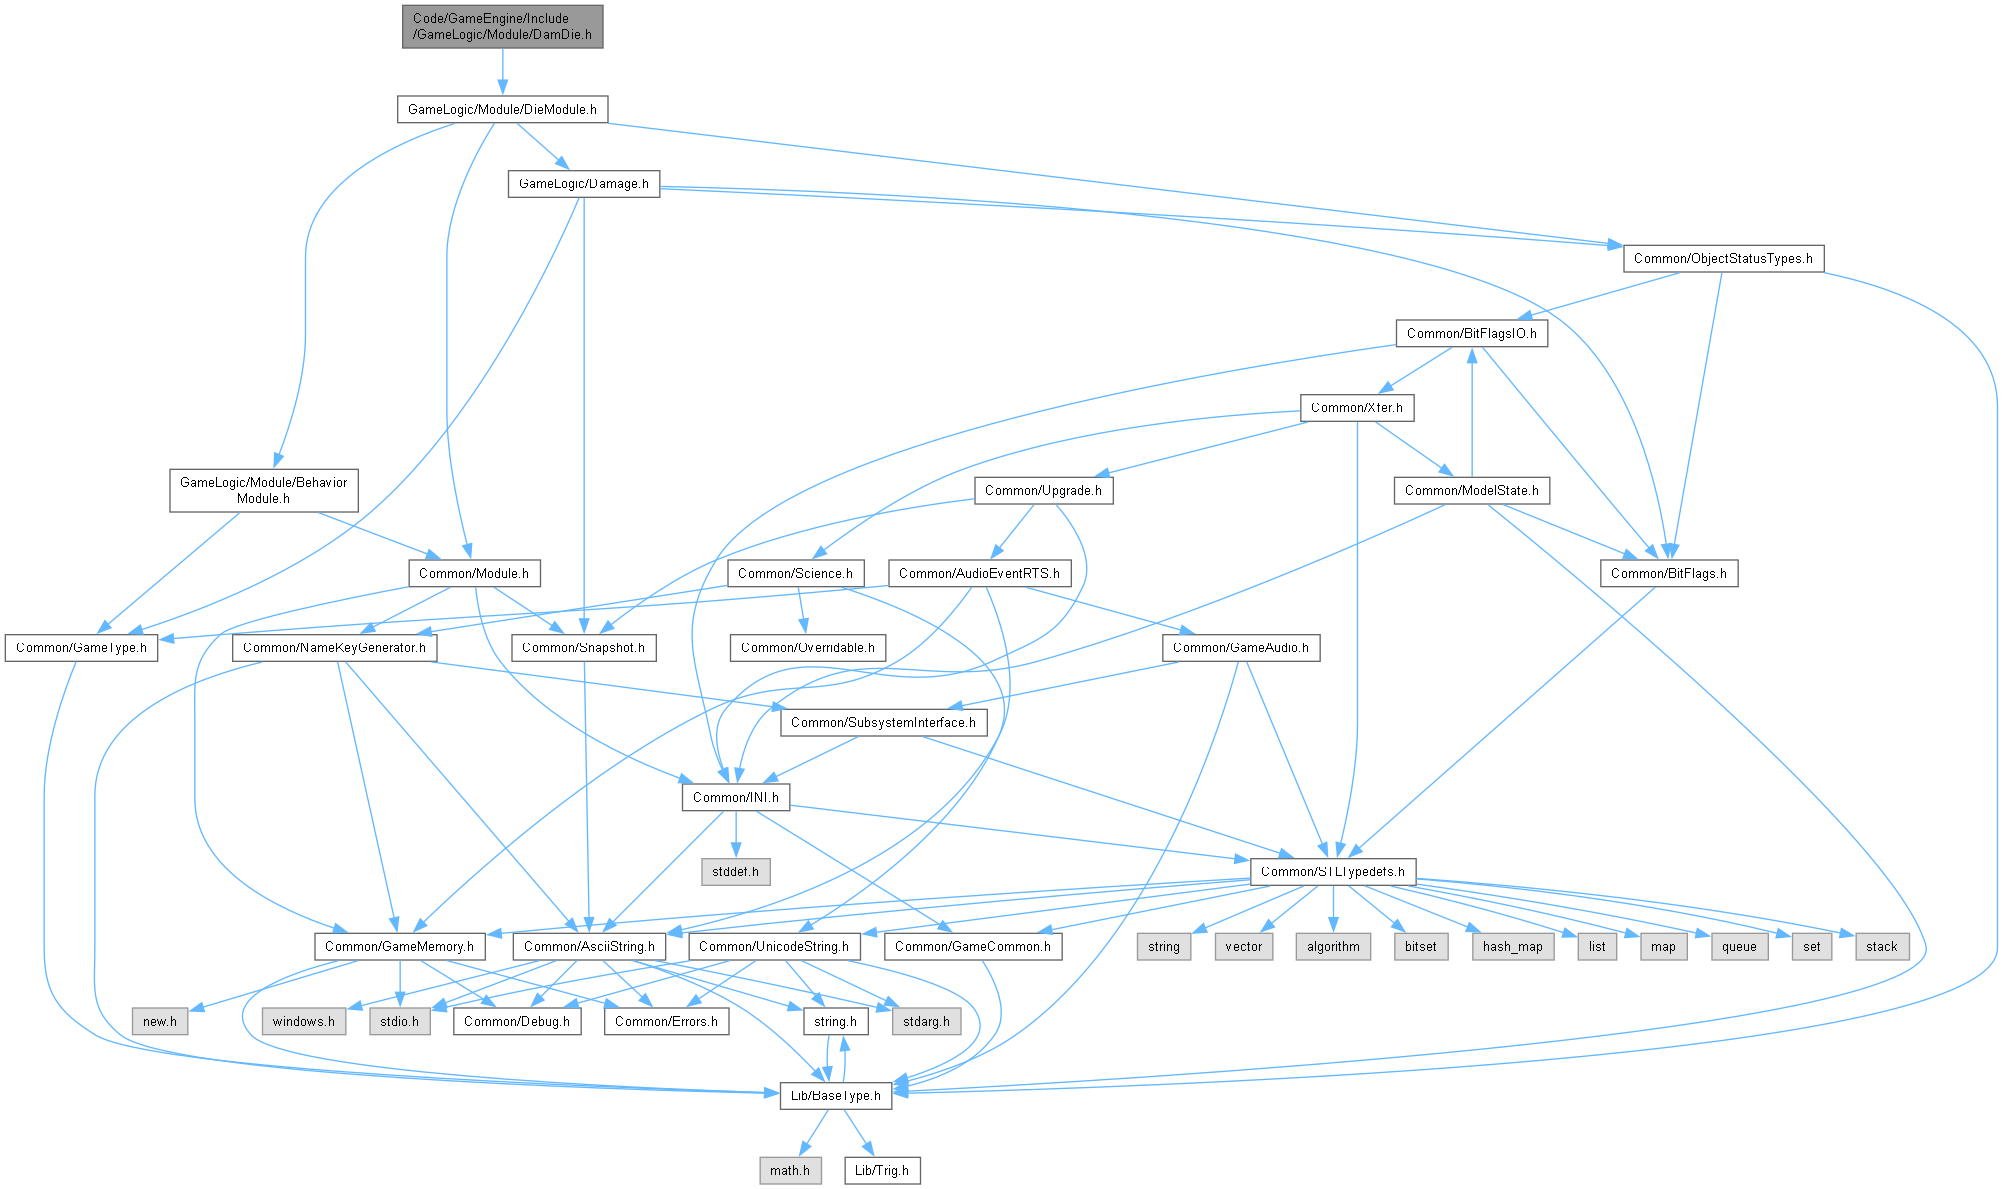 Code/GameEngine/Include
/GameLogic/Module/DamDie.h
GameLogic/Module/DieModule.h
GameLogic/Damage.h
Common/ObjectStatusTypes.h
Common/BitFlagsIO.h
Common/Xfer.h
GameLogic/Module/Behavior
Module.h
Common/Upgrade.h
Common/ModelState.h
Common/Module.h
Common/Science.h
Common/AudioEventRTS.h
Common/BitFlags.h
Common/GameType.h
Common/NameKeyGenerator.h
Common/Snapshot.h
Common/Overridable.h
Common/GameAudio.h
Common/SubsystemInterface.h
Common/INI.h
stddef.h
Common/STLTypedefs.h
Common/GameMemory.h
Common/AsciiString.h
Common/UnicodeString.h
Common/GameCommon.h
string
vector
algorithm
bitset
hash_map
list
map
queue
set
stack
new.h
windows.h
stdio.h
Common/Debug.h
Common/Errors.h
string.h
stdarg.h
Lib/BaseType.h
math.h
Lib/Trig.h